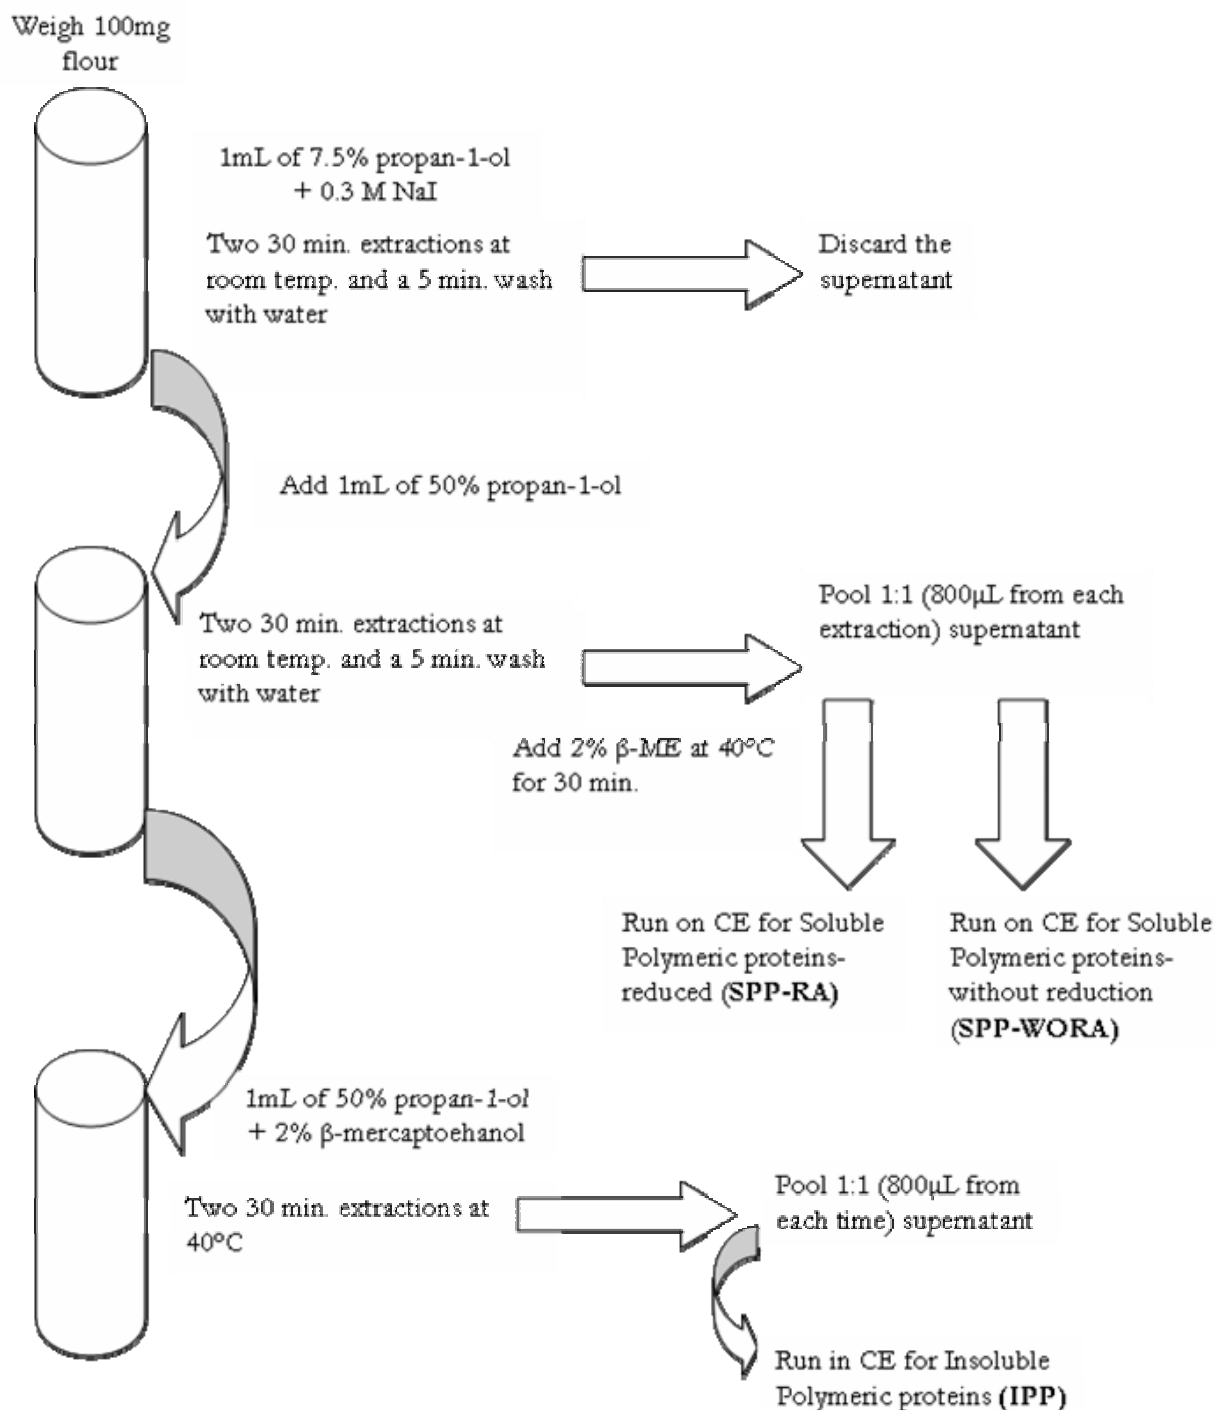 Weigh 100mg
flour
1mL of 7.5% propan-1-ol
+ 0.3 M NaI
Two 30 min. extractions at
room temp. and a 5 min. wash
with water
Discard the
supernatant
Add 1mL of 50% propan-1-ol
Two 30 min. extractions at
room temp. and a 5 min. wash
with water
Pool 1:1 (800μL from each
extraction) supernatant
Add 2% β-ME at 40°C
for 30 min.
Run on CE for Soluble
Polymeric proteins-
reduced (SPP-RA)
Run on CE for Soluble
Polymeric proteins-
without reduction
(SPP-WORA)
1mL of 50% propan-1-ol
+ 2% β-mercaptoehanol
Two 30 min. extractions at
40°C
Pool 1:1 (800μL from
each time) supernatant
Run in CE for Insoluble
Polymeric proteins (IPP)